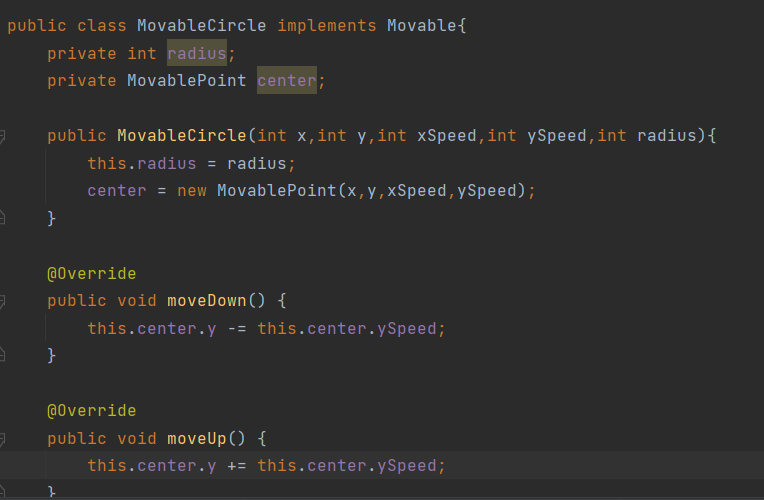 public class MovableCircle implements Movable{
    private int radius;
    private MovablePoint center;

    public MovableCircle(int x,int y,int xSpeed,int ySpeed,int radius){
        this.radius = radius;
        center = new MovablePoint(x,y,xSpeed,ySpeed);
    }

    @Override
    public void moveDown() {
        this.center.y -= this.center.ySpeed;
    }

    @Override
    public void moveUp() {
        this.center.y += this.center.ySpeed;
    }